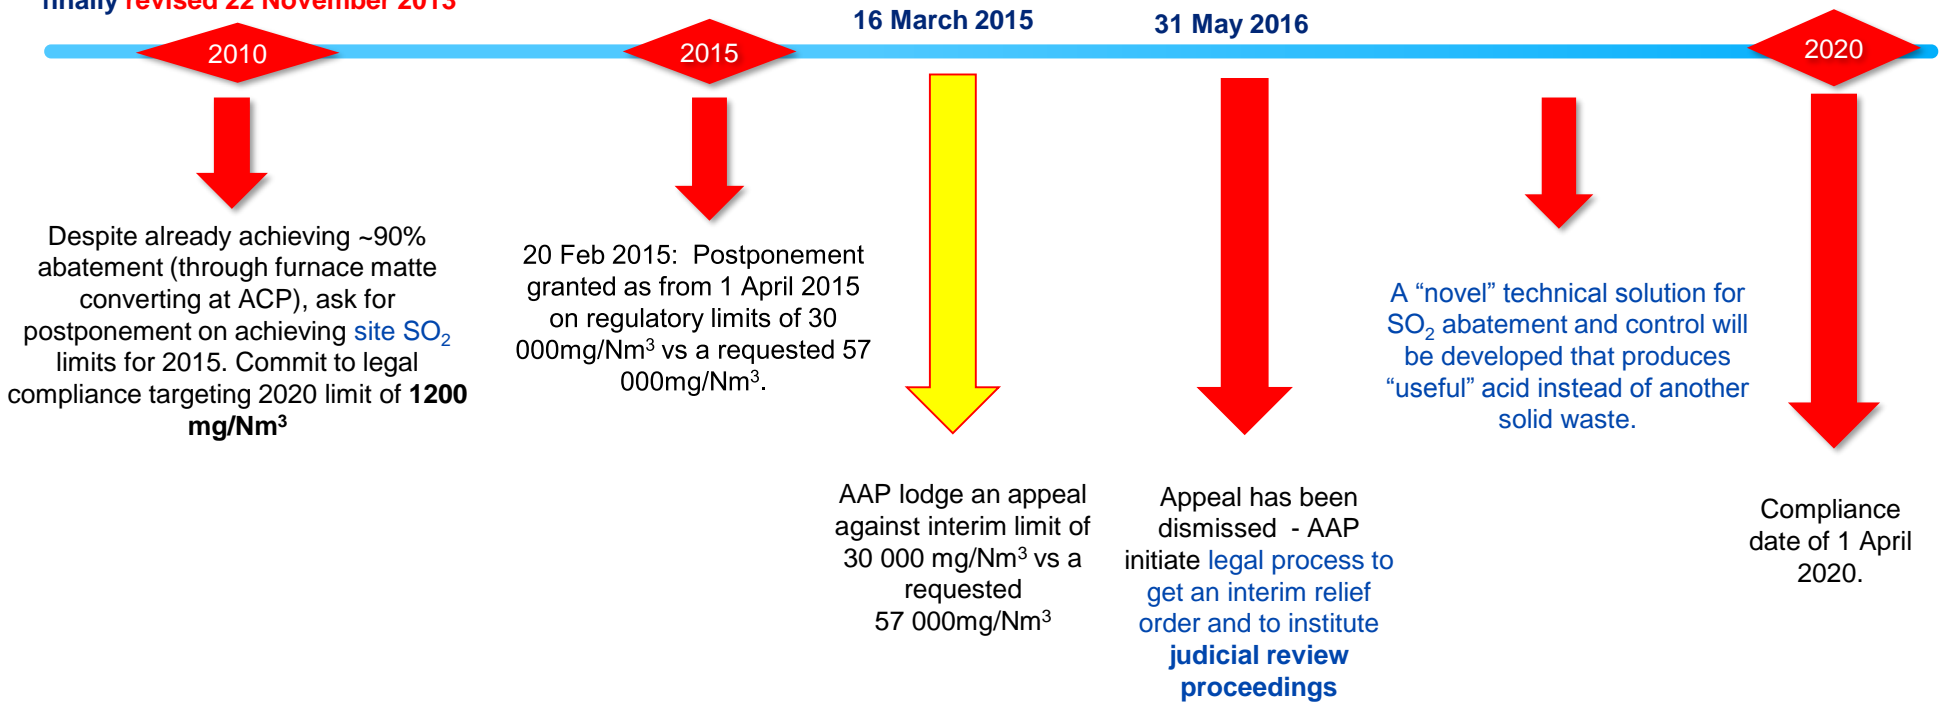 finally revised 22 November 2013
2010
2015
16 March 2015
31 May 2016
2020
Despite already achieving ~90%
abatement (through furnace matte
converting at ACP), ask for
postponement on achieving site SO₂
limits for 2015. Commit to legal
compliance targeting 2020 limit of 1200
mg/Nm³
20 Feb 2015:  Postponement
granted as from 1 April 2015
on regulatory limits of 30
000mg/Nm³ vs a requested 57
000mg/Nm³.
AAP lodge an appeal
against interim limit of
30 000 mg/Nm³ vs a
requested
57 000mg/Nm³
Appeal has been
dismissed  - AAP
initiate legal process to
get an interim relief
order and to institute
judicial review
proceedings
A “novel” technical solution for
SO₂ abatement and control will
be developed that produces
“useful” acid instead of another
solid waste.
Compliance
date of 1 April
2020.